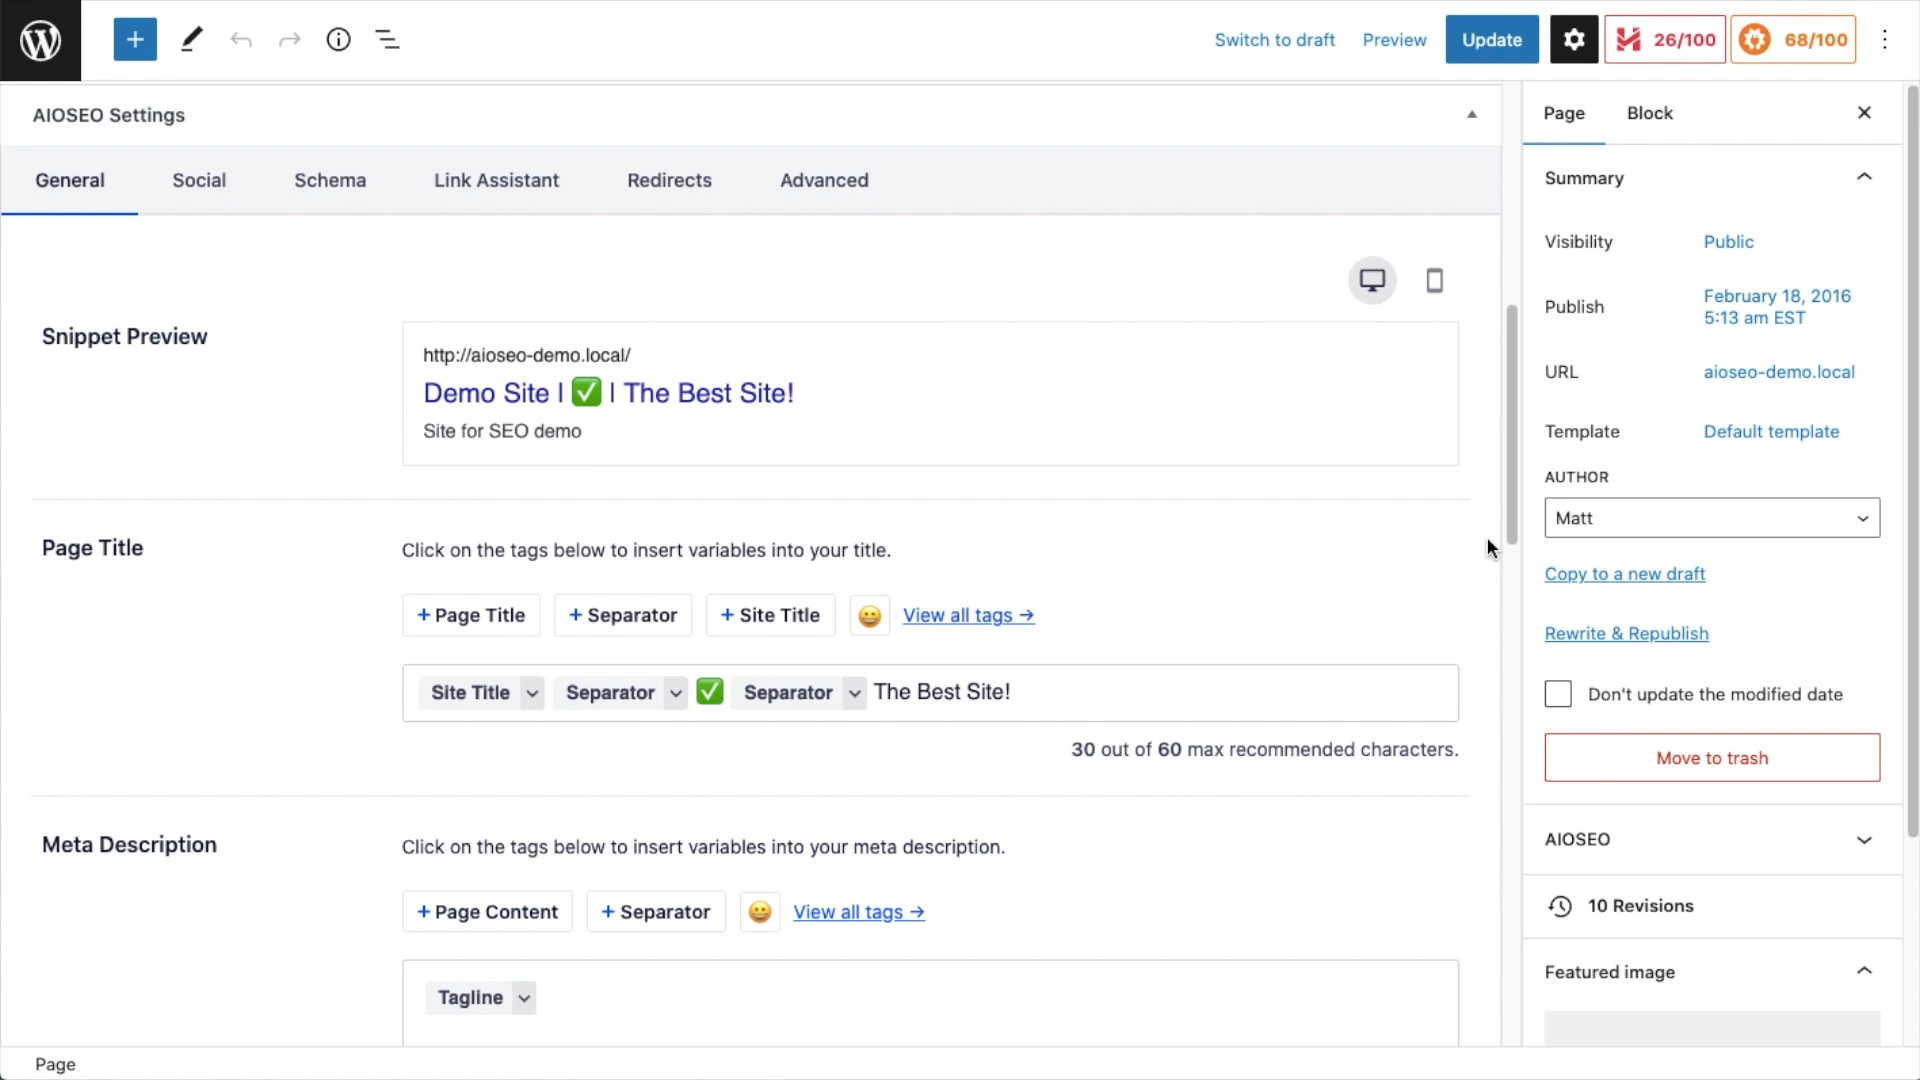 Switch to draft
Preview
Update
26/100
68/100
AIOSEO Settings
General
Social
Schema
Link Assistant
Redirects
Advanced
Snippet Preview
http://aioseo-demo.local/
Demo Site | ✅ | The Best Site!
Site for SEO demo
Page Title
Click on the tags below to insert variables into your title.
+ Page Title
+ Separator
+ Site Title
😀
View all tags →
Site Title Separator ✅ Separator The Best Site!
30 out of 60 max recommended characters.
Meta Description
Click on the tags below to insert variables into your meta description.
+ Page Content
+ Separator
😀
View all tags →
Tagline
Page
Page
Block
Summary
Visibility
Public
Publish
February 18, 2016
5:13 am EST
URL
aioseo-demo.local
Template
Default template
AUTHOR
Matt
Copy to a new draft
Rewrite & Republish
Don't update the modified date
Move to trash
AIOSEO
10 Revisions
Featured image